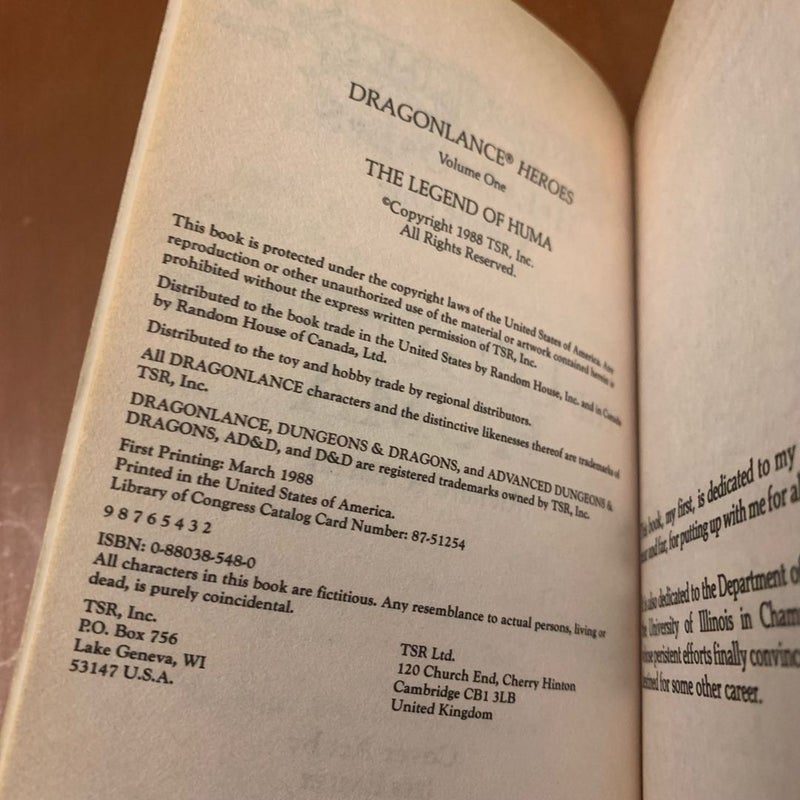 DRAGONLANCE® HEROES
Volume One
THE LEGEND OF HUMA
©Copyright 1988 TSR, Inc.
All Rights Reserved.
This book is protected under the copyright laws of the United States of America. Any
reproduction or other unauthorized use of the material or artwork contained herein is
prohibited without the express written permission of TSR, Inc.
Distributed to the book trade in the United States by Random House, Inc. and in Canada
by Random House of Canada, Ltd.
Distributed to the toy and hobby trade by regional distributors.
All DRAGONLANCE characters and the distinctive likenesses thereof are trademarks of
TSR, Inc.
DRAGONLANCE, DUNGEONS & DRAGONS, and ADVANCED DUNGEONS &
DRAGONS, AD&D, and D&D are registered trademarks owned by TSR, Inc.
First Printing: March 1988
Printed in the United States of America.
Library of Congress Catalog Card Number: 87-51254
9 8 7 6 5 4 3 2
ISBN: 0-88038-548-0
All characters in this book are fictitious. Any resemblance to actual persons, living or
dead, is purely coincidental.
TSR, Inc.
P.O. Box 756
Lake Geneva, WI
53147 U.S.A.
TSR Ltd.
120 Church End, Cherry Hinton
Cambridge CB1 3LB
United Kingdom
book, my first, is dedicated to my
and far, for putting up with me for
also dedicated to the Department of
University of Illinois in
efforts finally
for some other career.